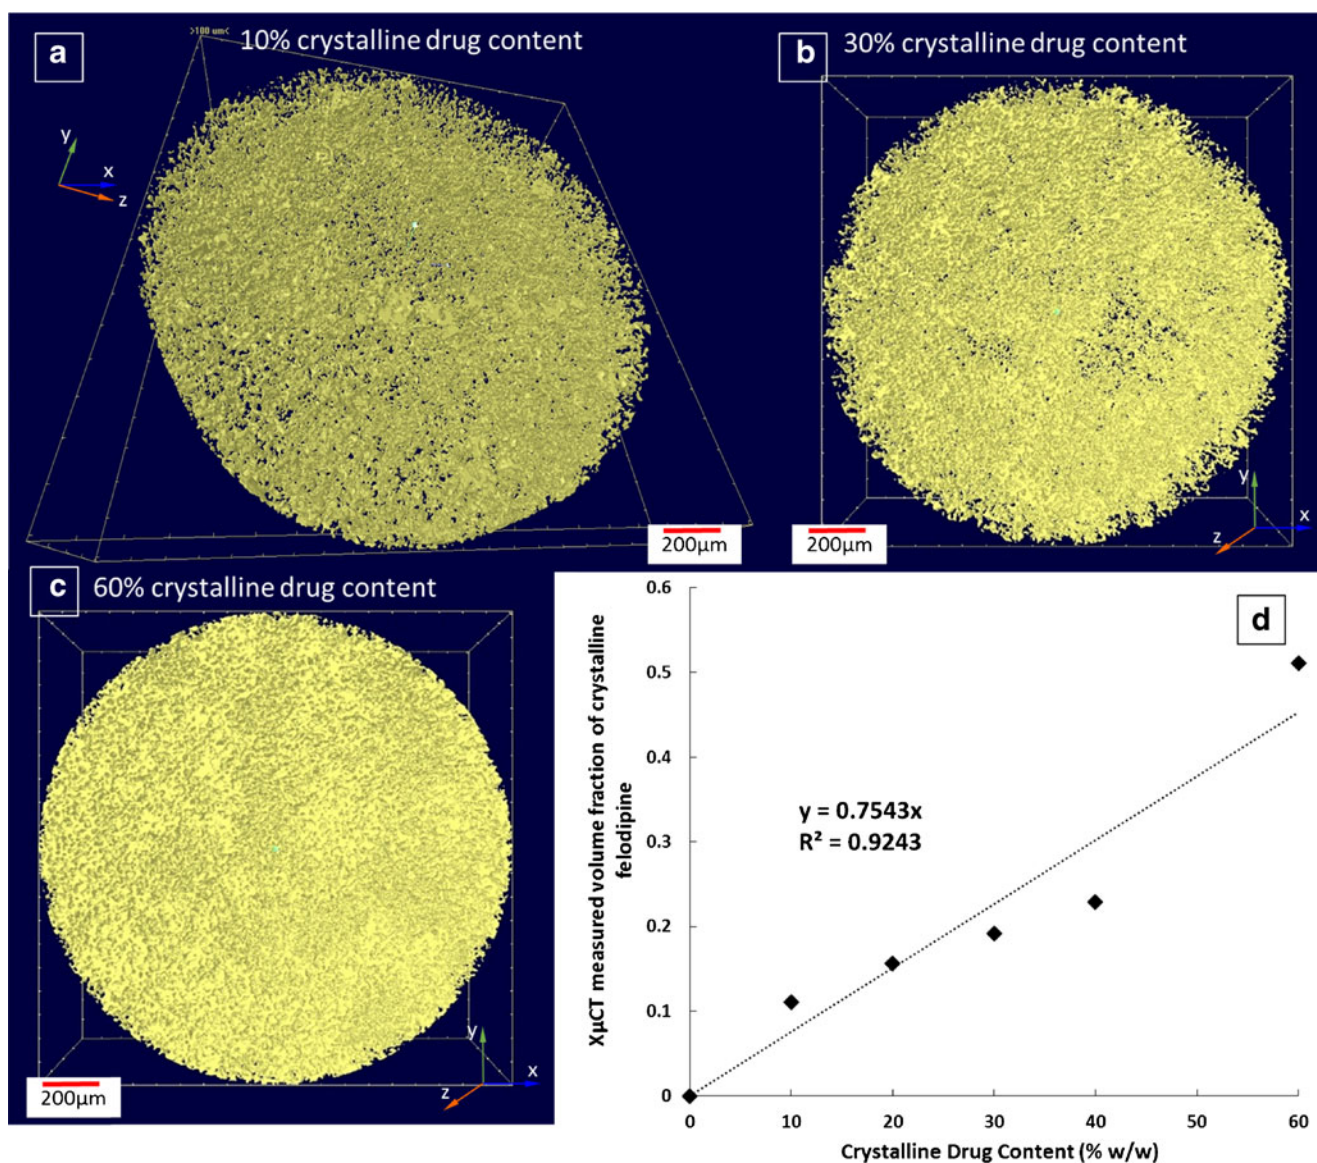 a
>100 um<
10% crystalline drug content
y
x
z
200μm
b
30% crystalline drug content
y
x
z
200μm
c
60% crystalline drug content
y
x
z
200μm
d
XμCT measured volume fraction of crystalline
felodipine
0.6
0.5
0.4
0.3
0.2
0.1
0
y = 0.7543x
R² = 0.9243
0 10 20 30 40 50 60
Crystalline Drug Content (% w/w)